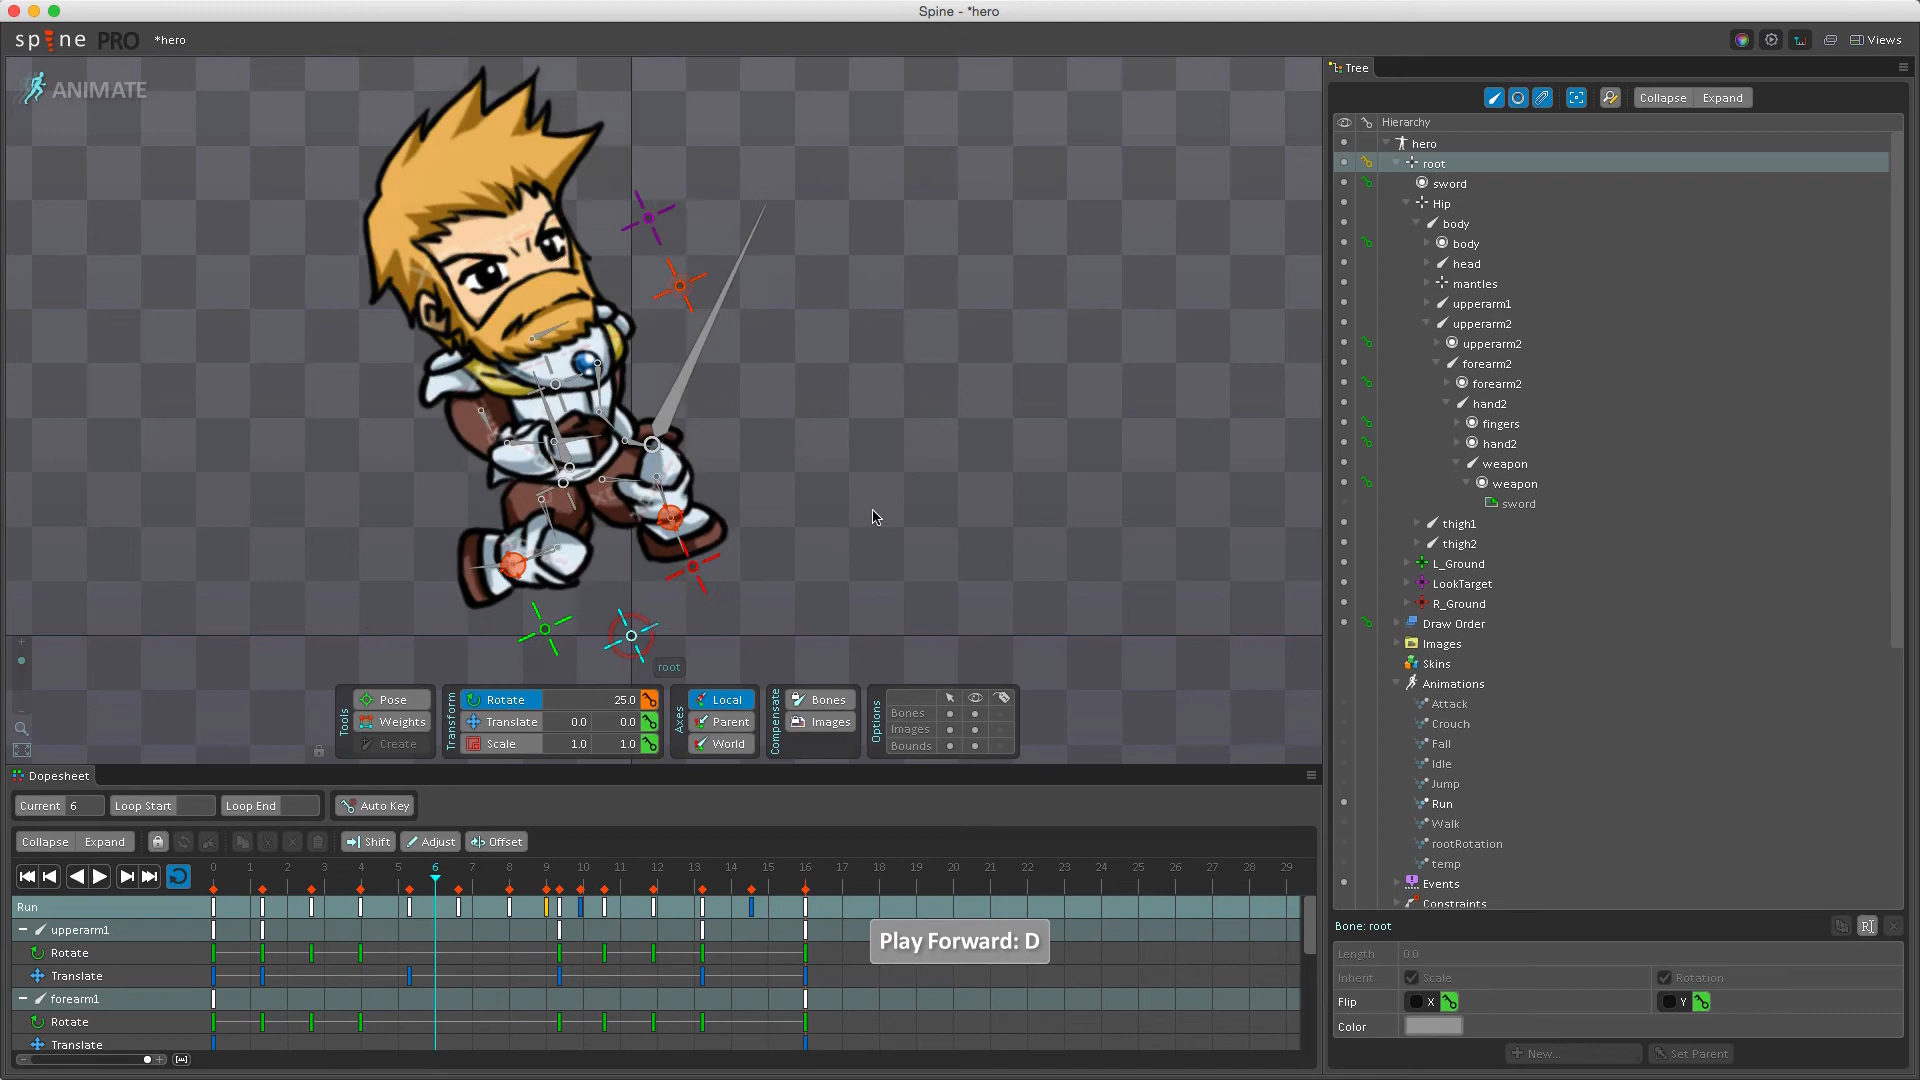 Spine - *hero
spine PRO *hero
Views
ANIMATE
Tree
Collapse Expand
Hierarchy
hero
root
sword
Hip
body
body
head
mantles
upperarm1
upperarm2
upperarm2
forearm2
forearm2
hand2
fingers
hand2
weapon
weapon
sword
thigh1
thigh2
L_Ground
LookTarget
R_Ground
Draw Order
Images
Skins
Animations
Attack
Crouch
Fall
Idle
Jump
Run
Walk
rootRotation
temp
Events
Constraints
root
Tools
Pose
Weights
Create
Transform
Rotate 25.0
Translate 0.0 0.0
Scale 1.0 1.0
Axes
Local
Parent
World
Compensate
Bones
Images
Options
Bones
Images
Bounds
Dopesheet
Current 6 Loop Start Loop End Auto Key
Collapse Expand Shift Adjust Offset
0 1 2 3 4 5 6 7 8 9 10 11 12 13 14 15 16 17 18 19 20 21 22 23 24 25 26 27 28 29
Run
upperarm1
Rotate
Translate
forearm1
Rotate
Translate
Play Forward: D
Bone: root
Length 0.0
Inherit Scale Rotation
Flip X Y
Color
New... Set Parent